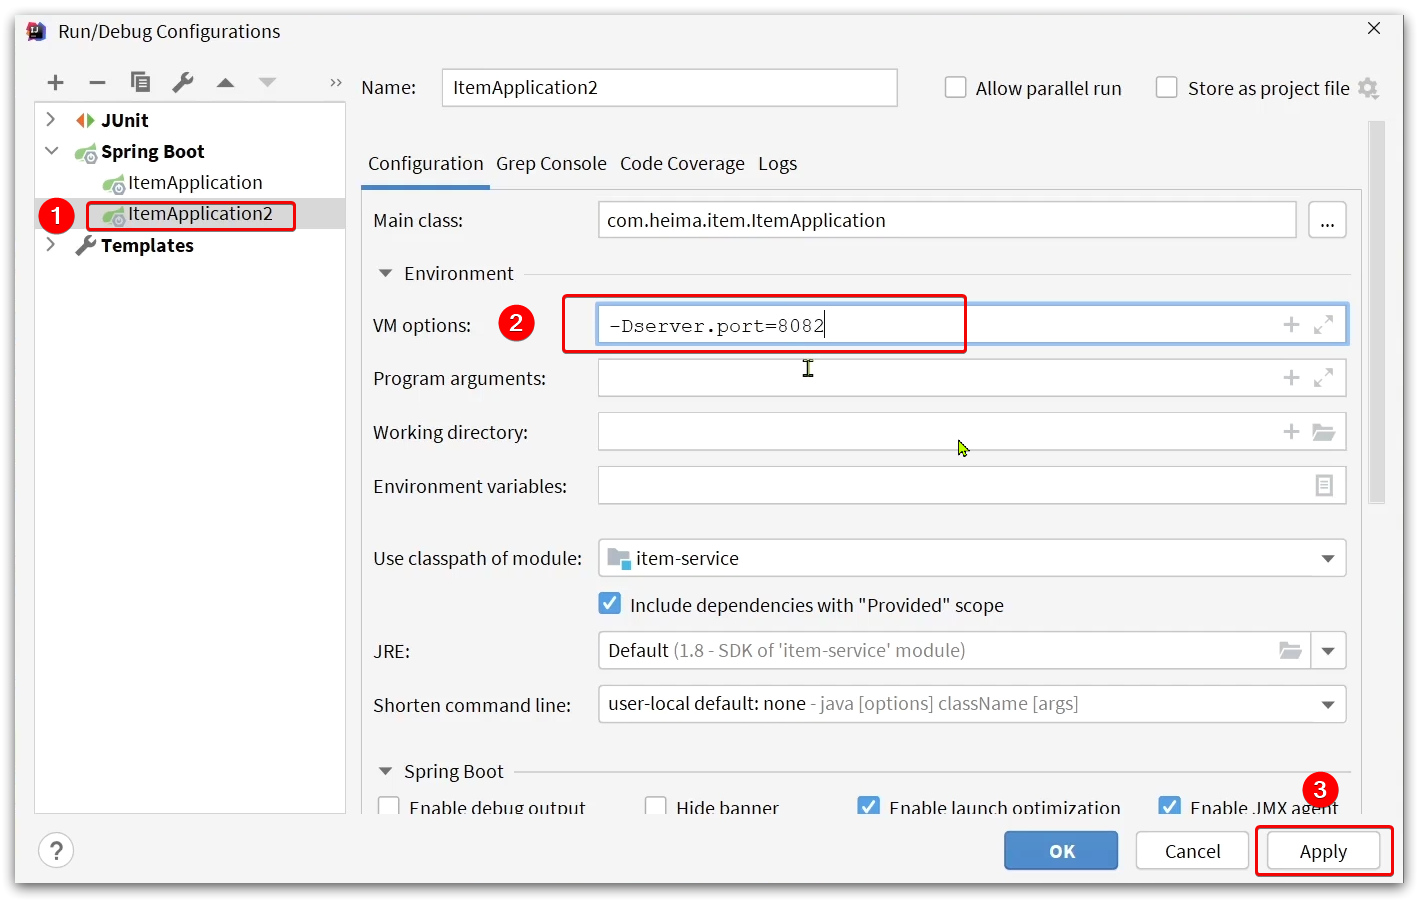 Run/Debug Configurations
Name: ItemApplication2 Allow parallel run Store as project file
JUnit
Spring Boot
ItemApplication
1 ItemApplication2
Templates
Configuration Grep Console Code Coverage Logs
Main class: com.heima.item.ItemApplication ...
Environment
VM options: 2 -Dserver.port=8082
Program arguments:
Working directory:
Environment variables:
Use classpath of module: item-service
Include dependencies with "Provided" scope
JRE: Default (1.8 - SDK of 'item-service' module)
Shorten command line: user-local default: none - java [options] className [args]
Spring Boot
3
Enable debug output Hide banner Enable launch optimization Enable JMX agent
? OK Cancel Apply